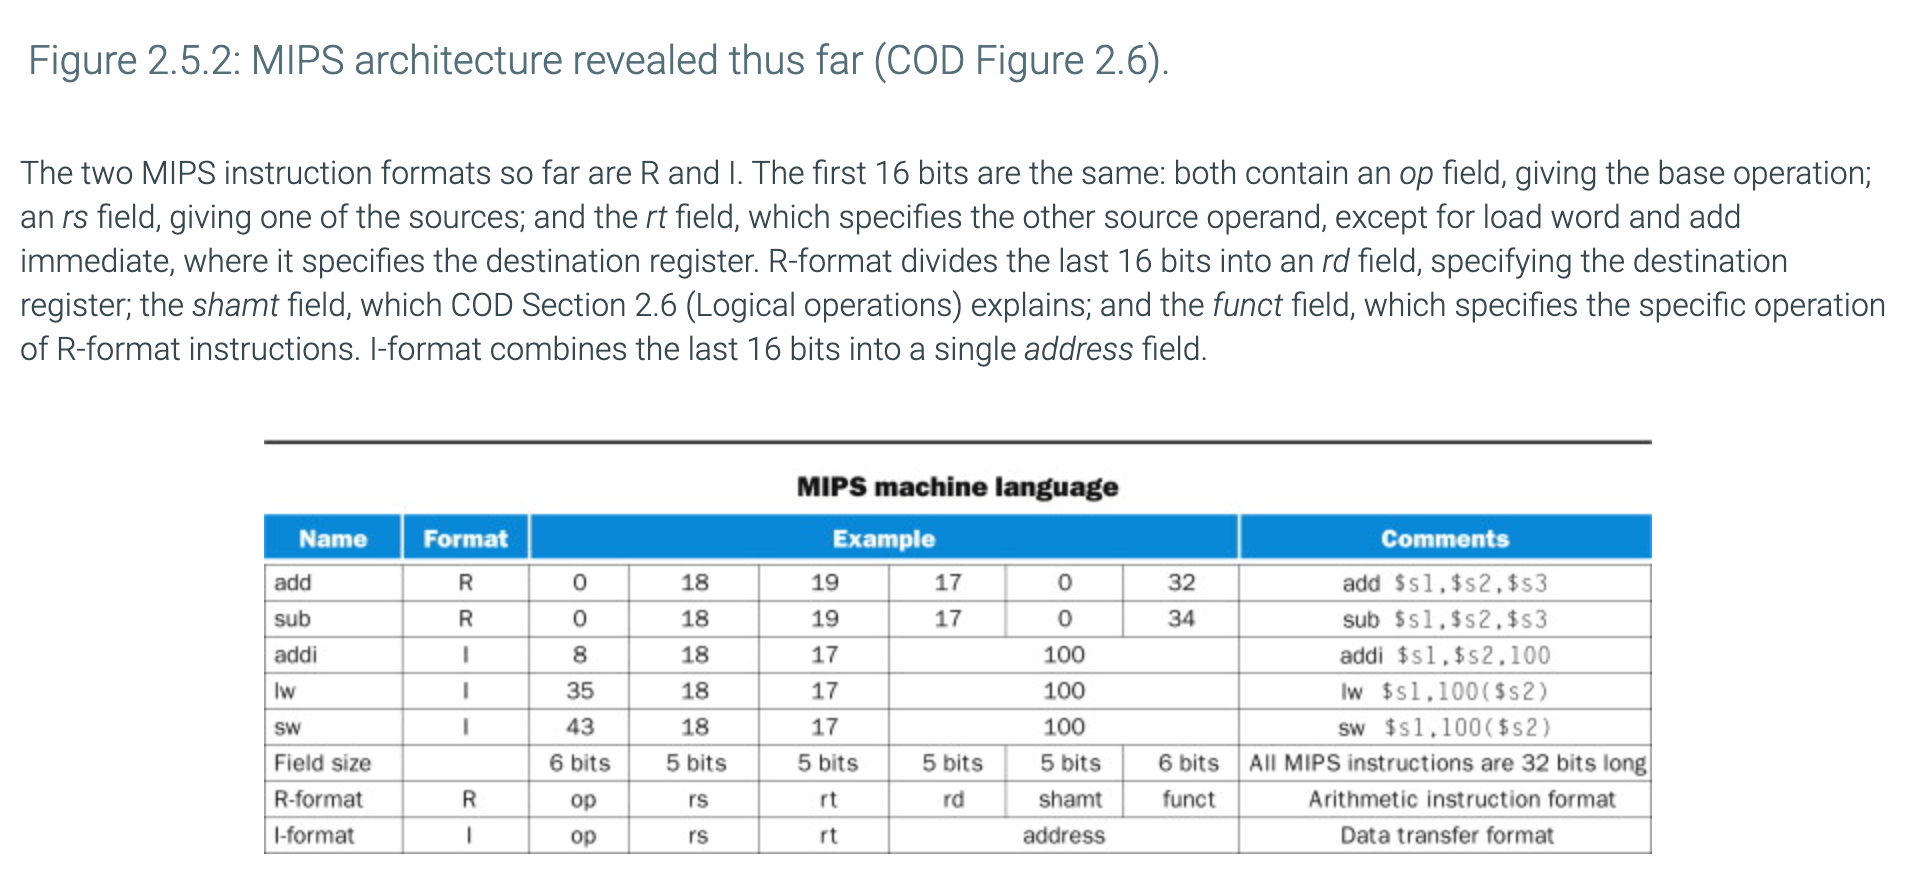 Figure 2.5.2: MIPS architecture revealed thus far (COD Figure 2.6).
The two MIPS instruction formats so far are R and I. The first 16 bits are the same: both contain an op field, giving the base operation;
an rs field, giving one of the sources; and the rt field, which specifies the other source operand, except for load word and add
immediate, where it specifies the destination register. R-format divides the last 16 bits into an rd field, specifying the destination
register; the shamt field, which COD Section 2.6 (Logical operations) explains; and the funct field, which specifies the specific operation
of R-format instructions. I-format combines the last 16 bits into a single address field.
MIPS machine language
Name Format Example Comments
add R 0 18 19 17 0 32 add $s1,$s2,$s3
sub R 0 18 19 17 0 34 sub $s1,$s2,$s3
addi I 8 18 17 100 addi $s1,$s2,100
lw I 35 18 17 100 lw $s1,100($s2)
sw I 43 18 17 100 sw $s1,100($s2)
Field size 6 bits 5 bits 5 bits 5 bits 5 bits 6 bits All MIPS instructions are 32 bits long
R-format R op rs rt rd shamt funct Arithmetic instruction format
I-format I op rs rt address Data transfer format